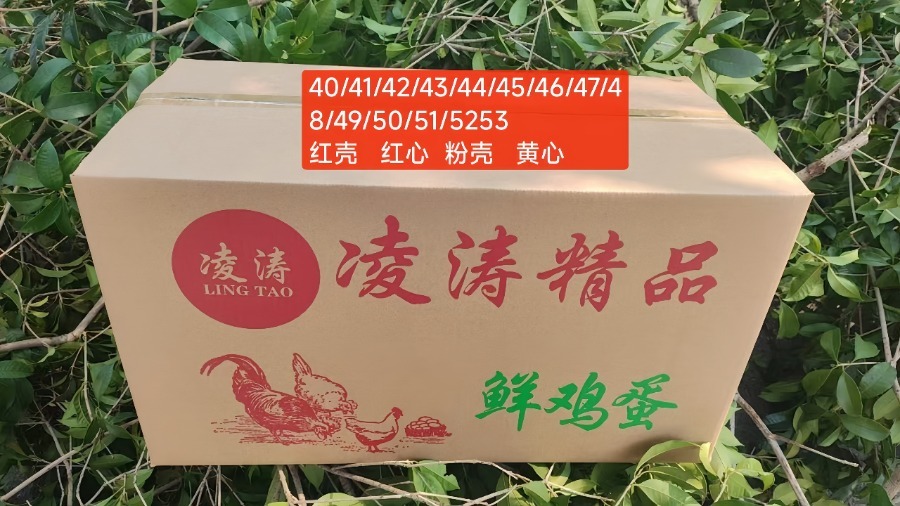 40/41/42/43/44/45/46/47/4
8/49/50/51/5253
红壳 红心 粉壳 黄心
凌涛
LING TAO
凌涛精品
鲜鸡蛋